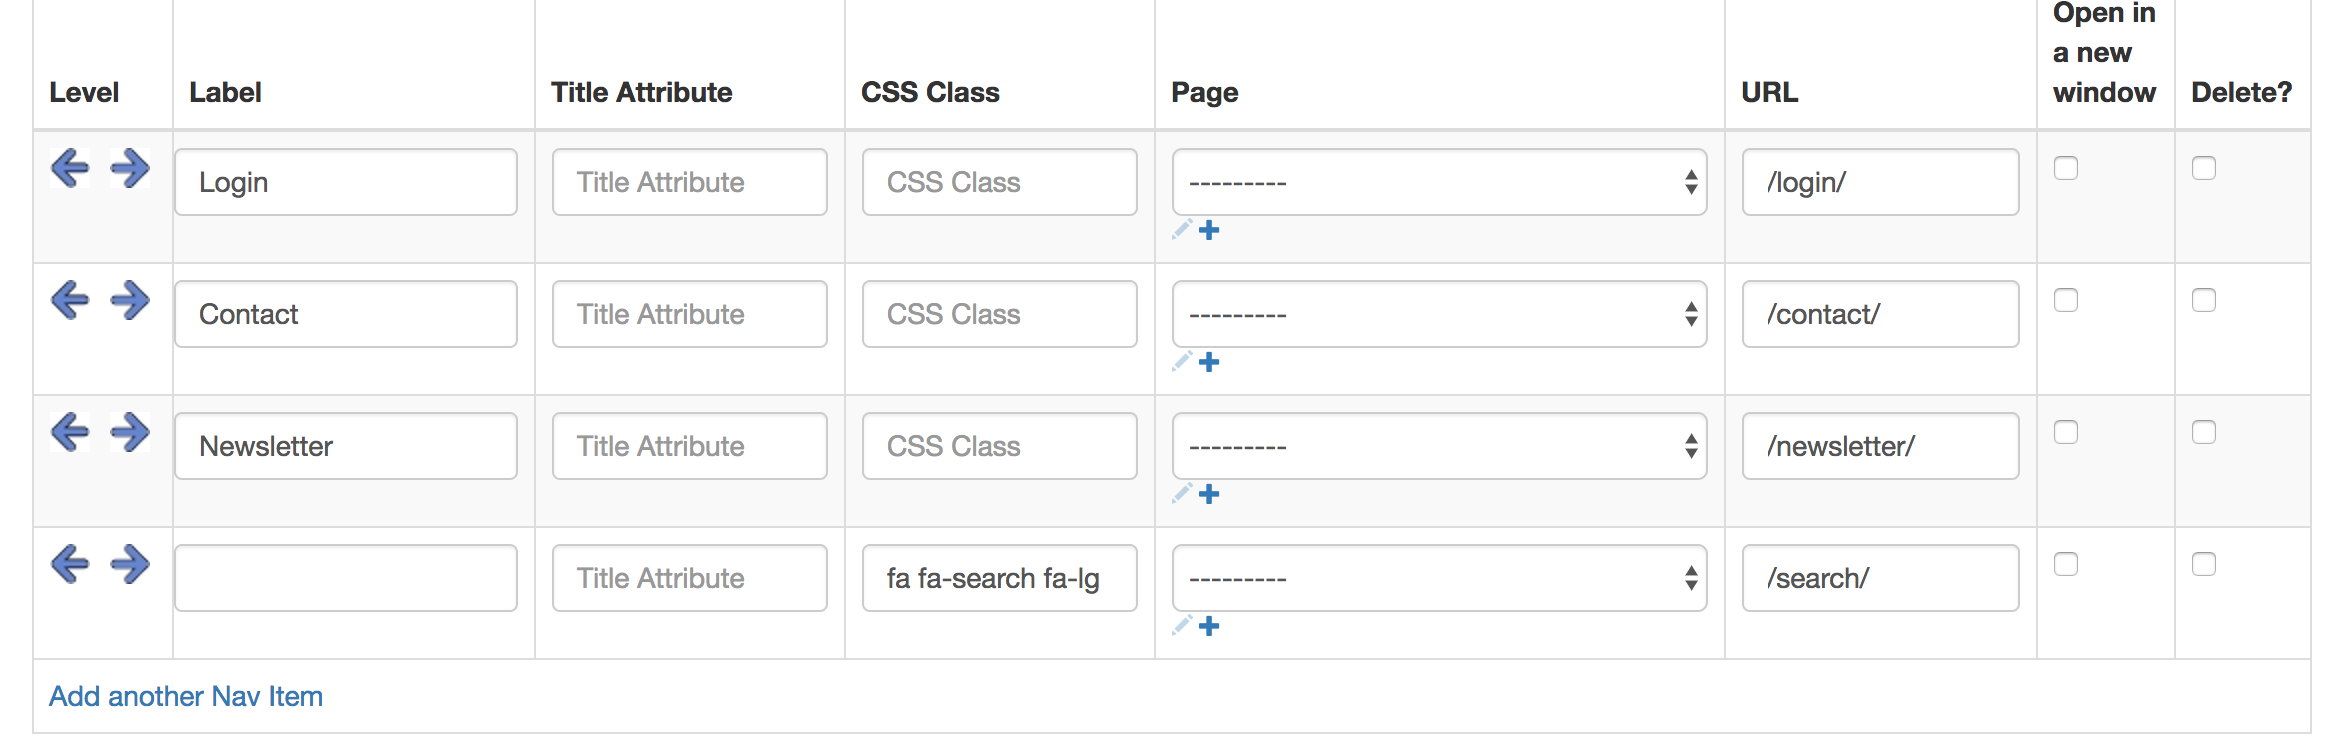 Level Label Title Attribute CSS Class Page URL Open in a new window Delete?
Login Title Attribute CSS Class --------- /login/
Contact Title Attribute CSS Class --------- /contact/
Newsletter Title Attribute CSS Class --------- /newsletter/
Title Attribute fa fa-search fa-lg --------- /search/
Add another Nav Item